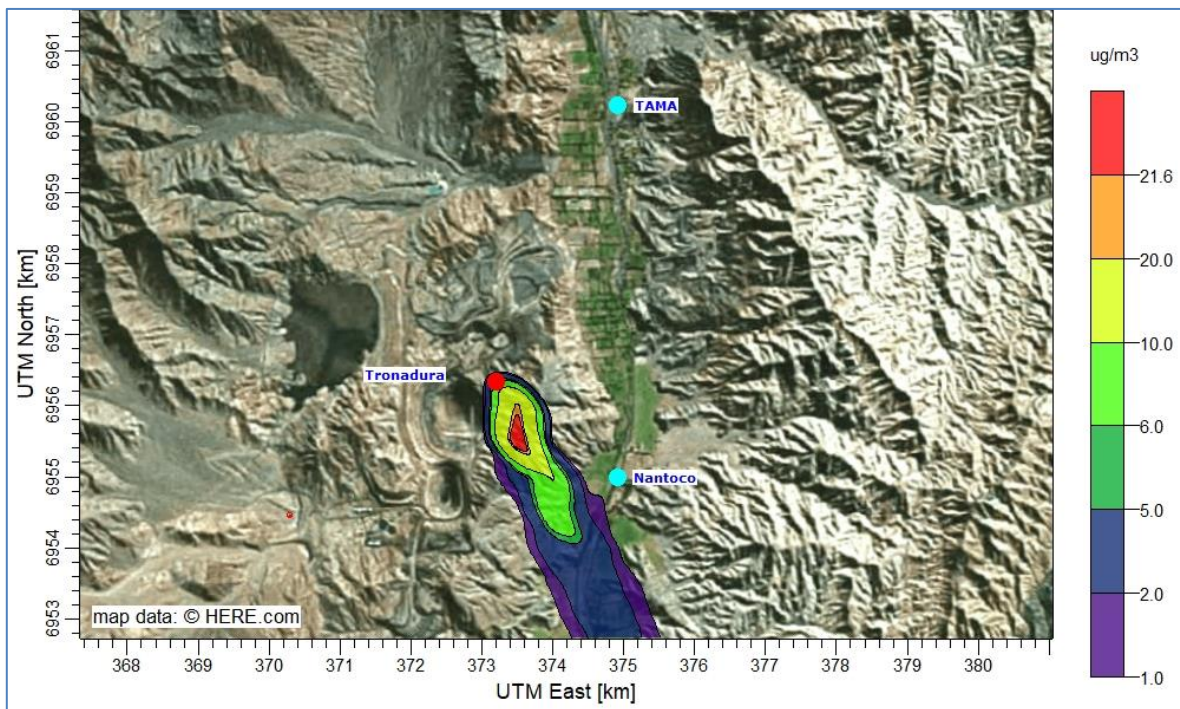 ug/m3
6961
6960
6959
6958
6957
6956
6955
6954
6953
UTM North [km]
TAMA
Tronadura
Nantoco
map data: © HERE.com
21.6
20.0
10.0
6.0
5.0
2.0
1.0
368 369 370 371 372 373 374 375 376 377 378 379 380
UTM East [km]